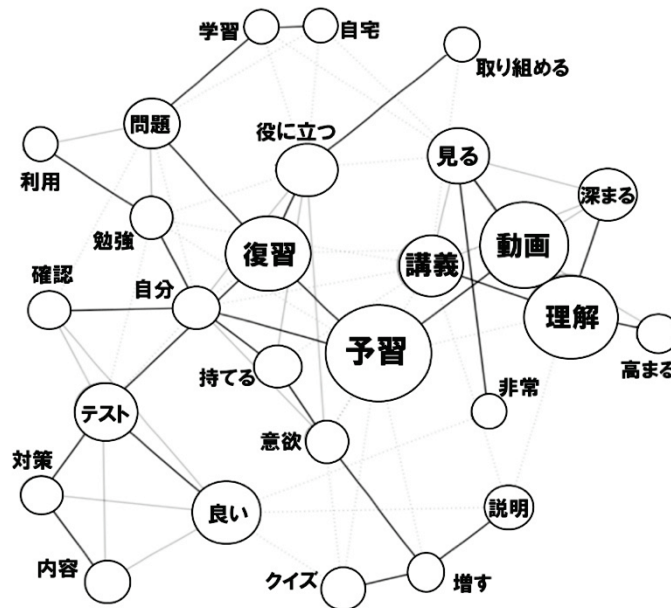 学習
自宅
取り組める
問題
役に立つ
見る
利用
深まる
勉強
復習
動画
講義
確認
自分
理解
予習
持てる
高まる
非常
テスト
意欲
対策
良い
説明
内容
クイズ
増す